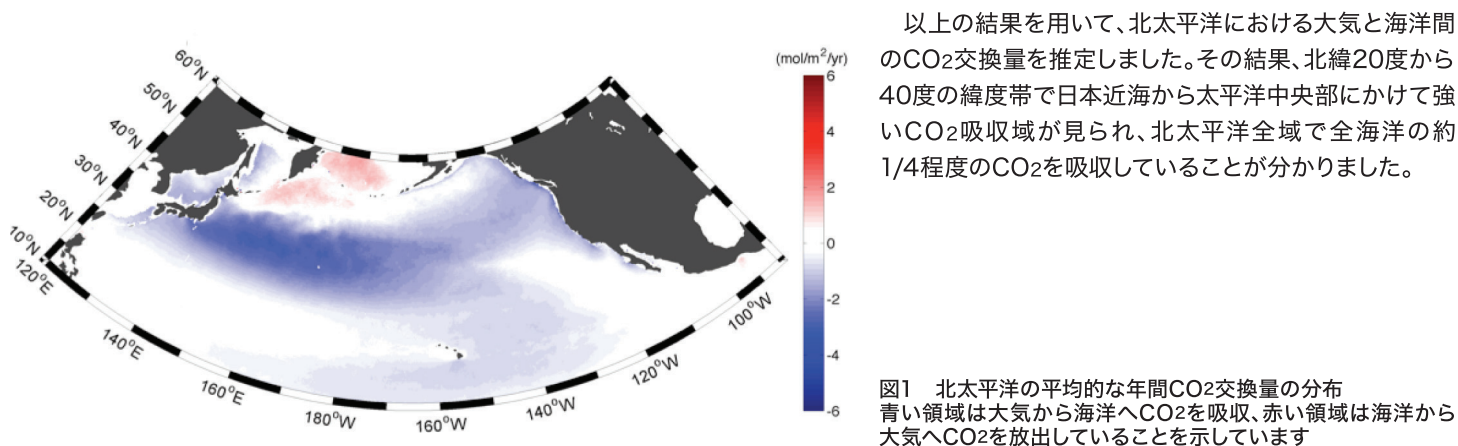 以上の結果を用いて、北太平洋における大気と海洋間
のCO2交換量を推定しました。その結果、北緯20度から
40度の緯度帯で日本近海から太平洋中央部にかけて強
いCO2吸収域が見られ、北太平洋全域で全海洋の約
1/4程度のCO2を吸収していることが分かりました。
60°N
50°N
40°N
30°N
20°N
10°N
120°E
140°E
160°E
180°W
160°W
140°W
120°W
100°W
(mol/m²/yr)
6
4
2
0
-2
-4
-6
図1 北太平洋の平均的な年間CO2交換量の分布
青い領域は大気から海洋へCO2を吸収、赤い領域は海洋から
大気へCO2を放出していることを示しています